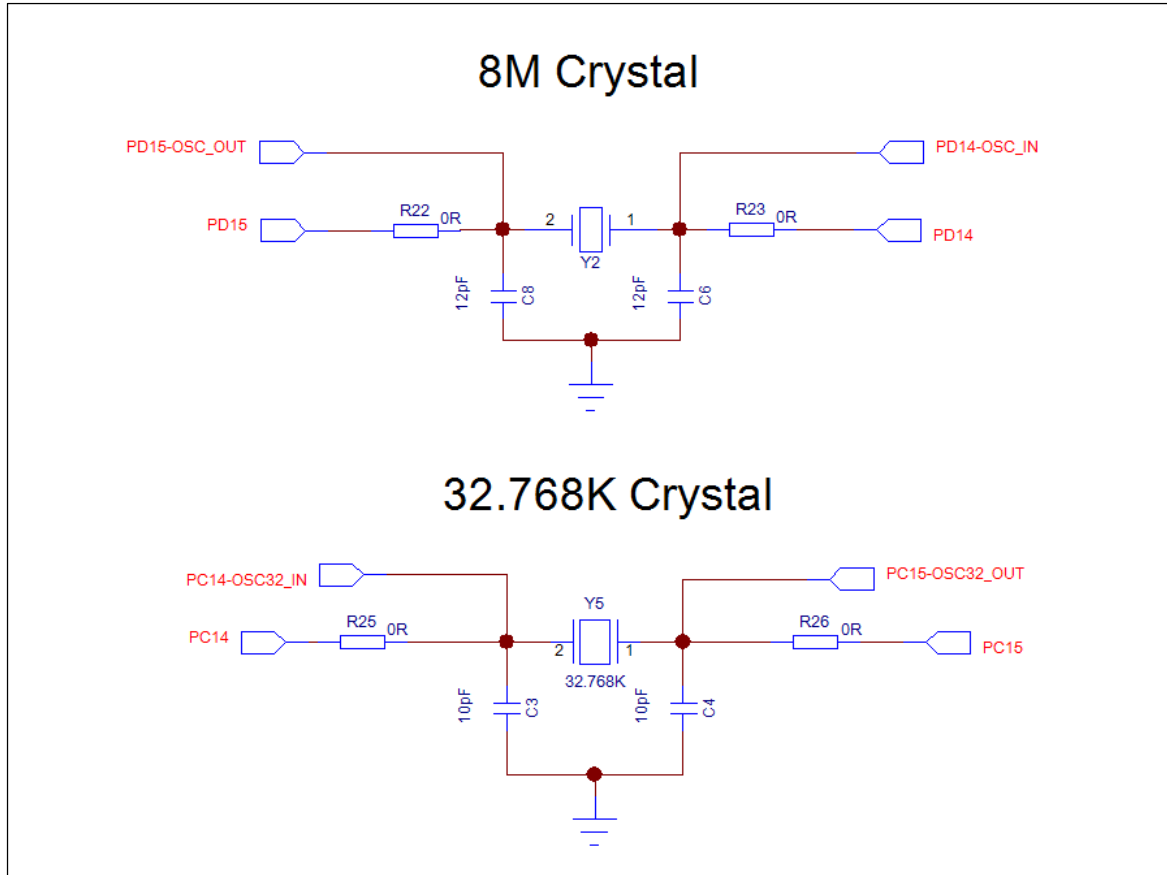 8M Crystal
PD15-OSC_OUT
PD14-OSC_IN
PD15
R22
0R
2
1
Y2
R23
0R
PD14
12pF
C8
12pF
C6
32.768K Crystal
PC14-OSC32_IN
PC15-OSC32_OUT
PC14
R25
0R
Y5
2
1
32.768K
R26
0R
PC15
10pF
C3
10pF
C4